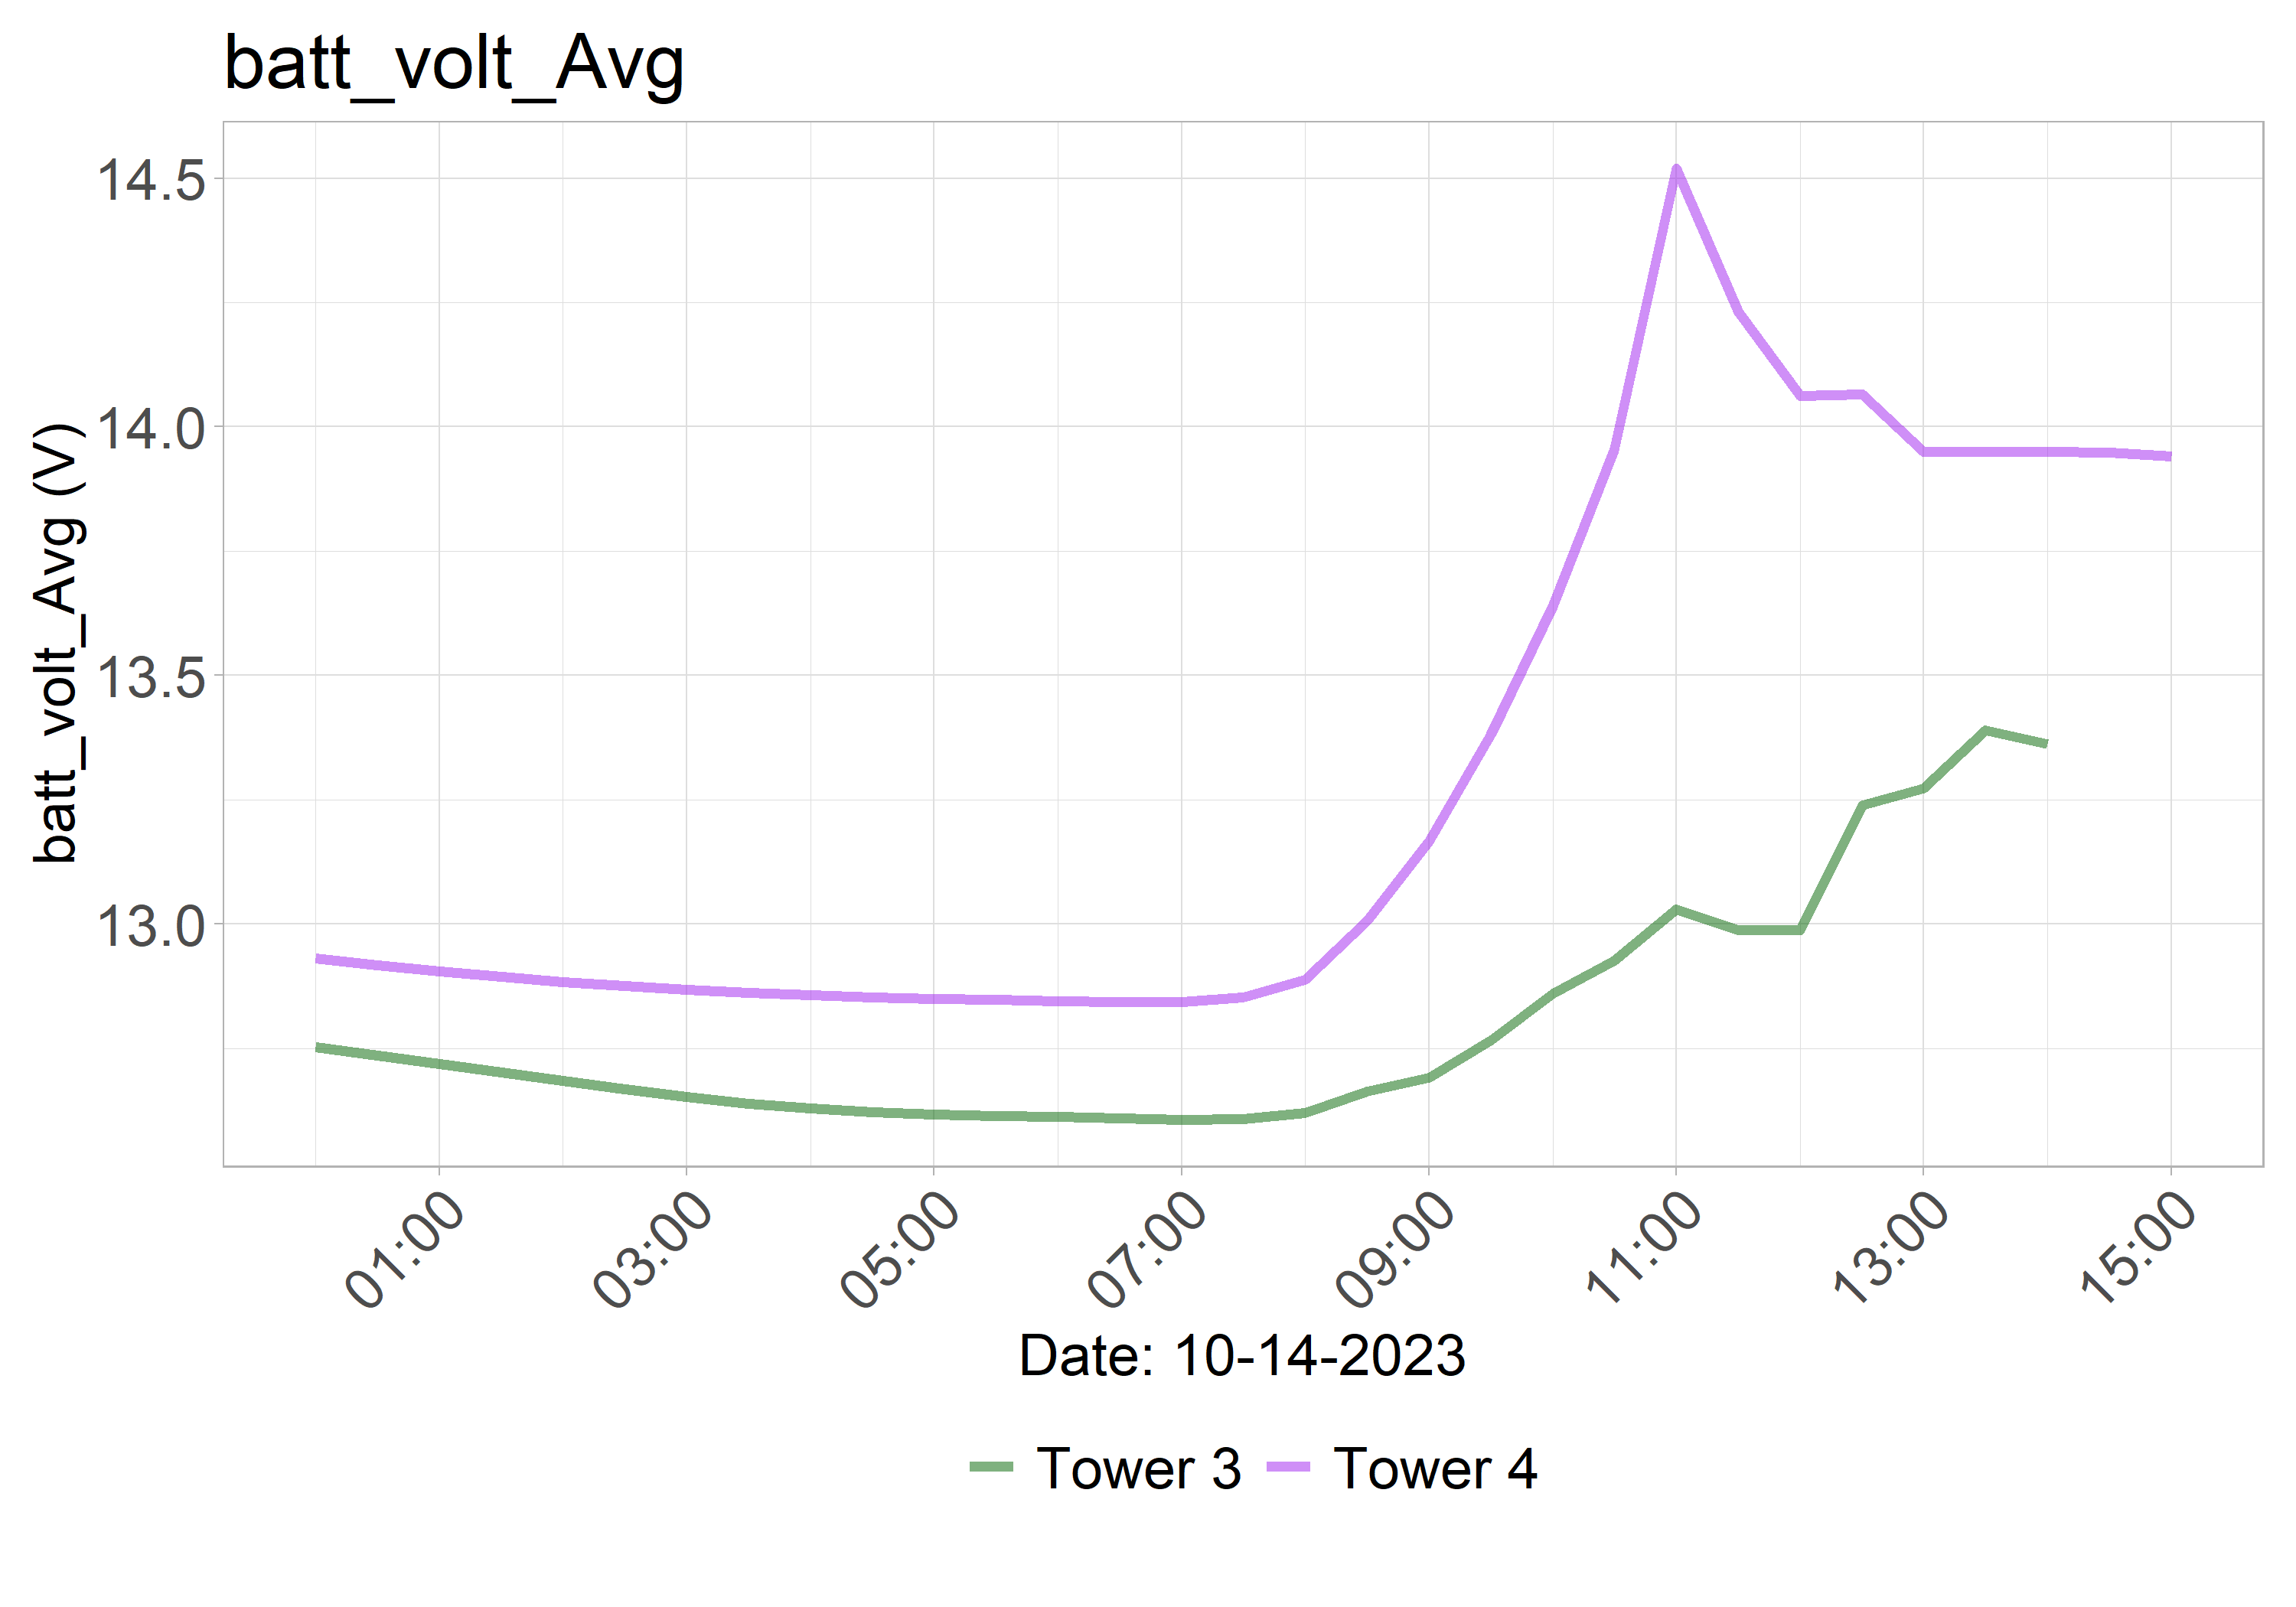 batt_volt_Avg
batt_volt_Avg (V)
14.5
14.0
13.5
13.0
01:00 03:00 05:00 07:00 09:00 11:00 13:00 15:00
Date: 10-14-2023
Tower 3 Tower 4